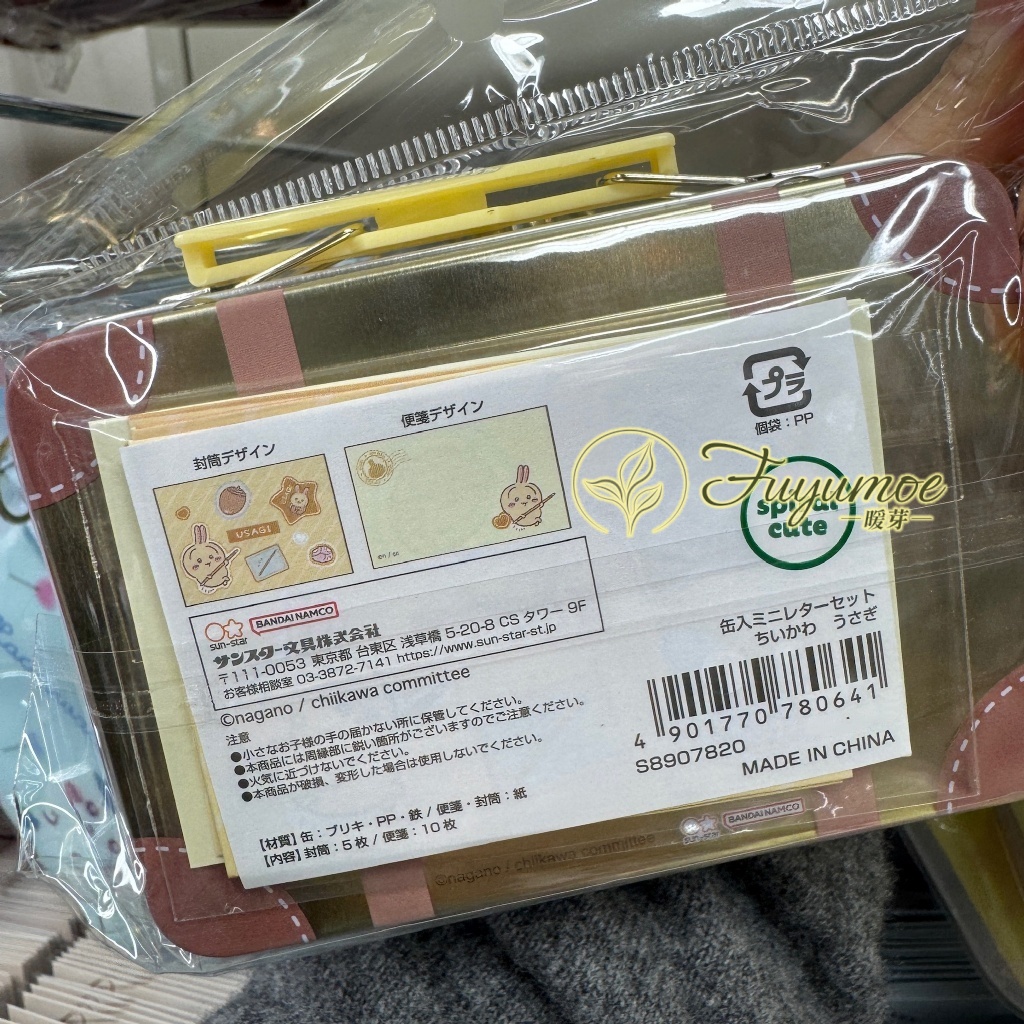 封筒デザイン
便箋デザイン
プラ
個袋：PP
USAGI
©n / cc
Fuyumoe
暖芽
spiral
cute
sun-star
BANDAI NAMCO
サンスター文具株式会社
〒111-0053 東京都 台東区 浅草橋 5-20-8 CS タワー 9F
お客様相談室 03-3872-7141 https://www.sun-star-st.jp
©nagano / chiikawa committee
缶入ミニレターセット
ちいかわ うさぎ
4 901770 780641
S8907820
MADE IN CHINA
注意
●小さなお子様の手の届かない所に保管してください。
●本商品には周縁部に鋭い箇所がございますのでご注意ください。
●火気に近づけないでください。
●本商品が破損、変形した場合は使用しないでください。
【材質】缶：ブリキ・PP・鉄 / 便箋・封筒：紙
【内容】封筒：5 枚 / 便箋：10 枚
©nagano / chiikawa committee
sun-star
BANDAI NAMCO